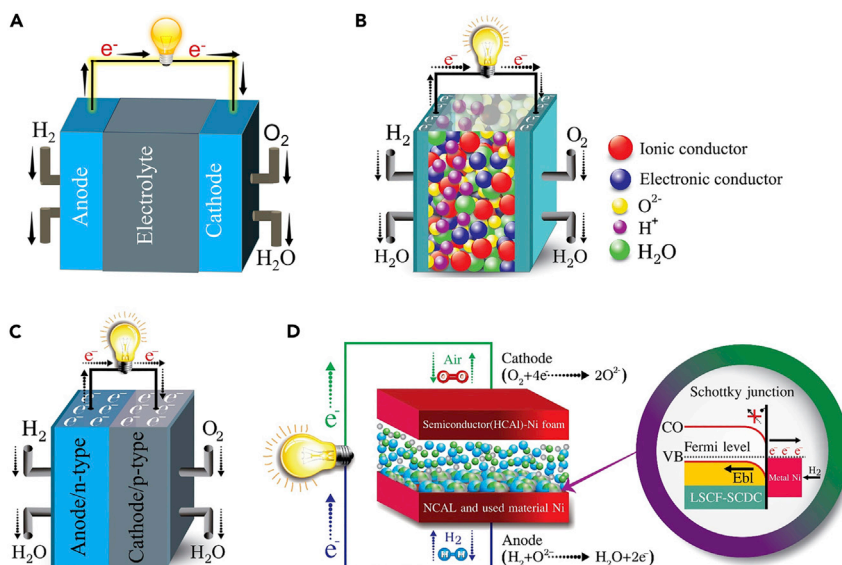 A
e⁻
e⁻
H₂
O₂
Anode
Electrolyte
Cathode
H₂O
H₂O
B
e⁻
e⁻
H₂
O₂
H₂O
H₂O
Ionic conductor
Electronic conductor
O²⁻
H⁺
H₂O
C
e⁻
e⁻
H₂
O₂
Anode/n-type
Cathode/p-type
H₂O
H₂O
D
e⁻
e⁻
Air
Cathode
(O₂+4e⁻ 2O²⁻)
Semiconductor(HCAl)-Ni foam
NCAL and used material Ni
H₂
H H
Anode
(H₂+O²⁻ H₂O+2e⁻)
Schottky junction
CO
Fermi level
VB
e⁻ e⁻ e⁻
Ebl
Metal Ni
H₂
LSCF-SCDC